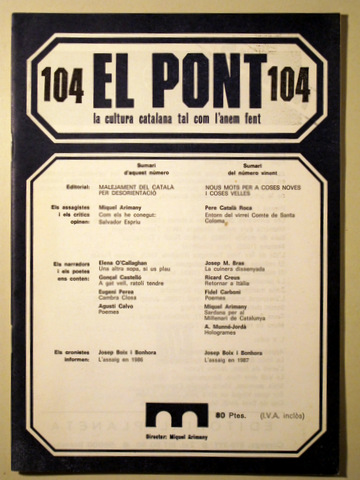 104 EL PONT 104
la cultura catalana tal com l'anem fent
Sumari
d'aquest número
Sumari
del número vinent
Editorial:
MALEJAMENT DEL CATALÀ
PER DESORIENTACIÓ
NOUS MOTS PER A COSES NOVES
I COSES VELLES
Els assagistes
i els crítics
opinen:
Miquel Arimany
Com els he conegut:
Salvador Espriu
Pere Català Roca
Entorn del virrei Comte de Santa
Coloma
Els narradors
i els poetes
ens conten:
Elena O'Callaghan
Una altra sopa, si us plau
Gonçal Castelló
A gat vell, ratolí tendre
Eugeni Perea
Cambra Closa
Agustí Calvo
Poemes
Josep M. Brae
La cuinera dissenyada
Ricard Creus
Retornar a Itàlia
Fidel Carboni
Poemes
Miquel Arimany
Sardana per al
Mil·lenari de Catalunya
A. Munné-Jordà
Hologrames
Els cronistes
informen:
Josep Boix i Bonhora
L'assaig en 1986
Josep Boix i Bonhora
L'assaig en 1987
80 Ptes. (I.V.A. inclòs)
Director: Miquel Arimany